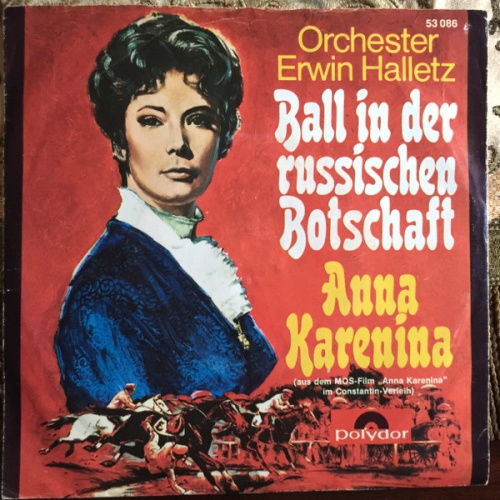 53 086
Orchester
Erwin Halletz
Ball in der
russischen
Botschaft
Anna
Karenina
(aus dem MOS-Film „Anna Karenina"
im Constantin-Verleih)
polydor